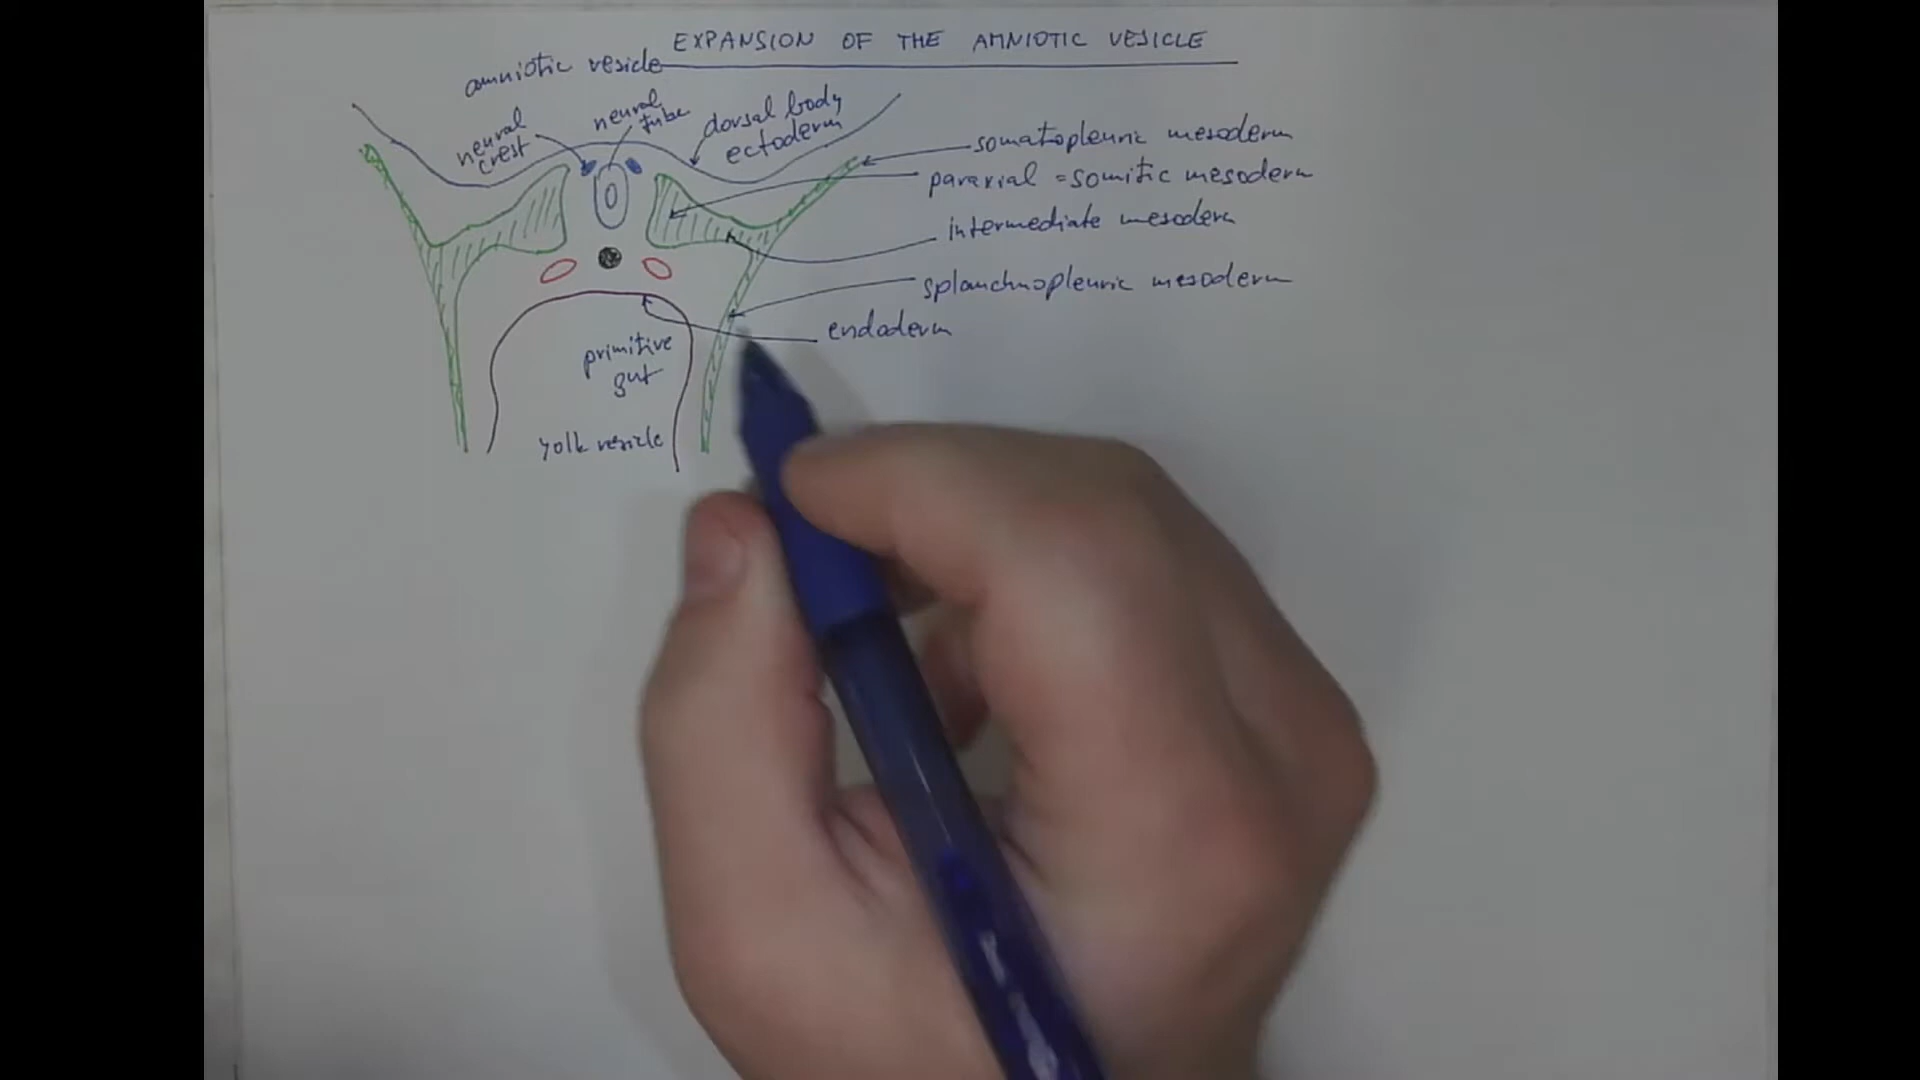 EXPANSION OF THE AMNIOTIC VESICLE
amniotic vesicle
neural
crest
neural
tube
dorsal body
ectoderm
somatopleuric mesoderm
paraxial = somitic mesoderm
intermediate mesoderm
splanchnopleuric mesoderm
endoderm
primitive
gut
yolk vesicle